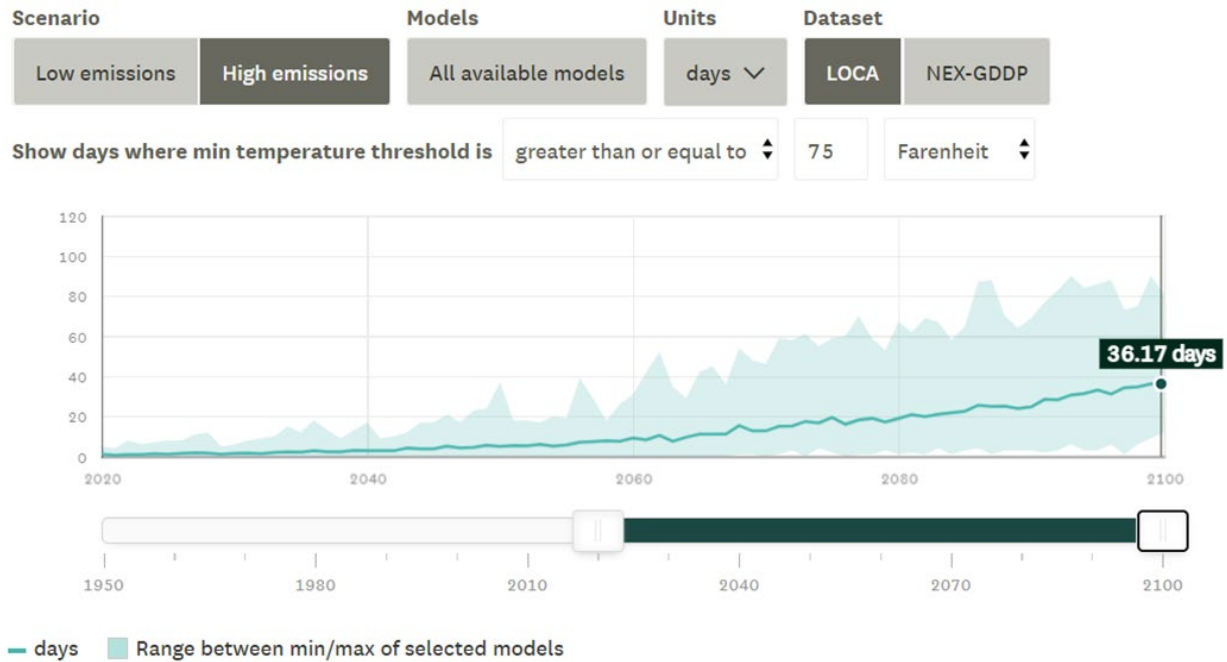 Scenario Models Units Dataset
Low emissions High emissions All available models days LOCA NEX-GDDP
Show days where min temperature threshold is greater than or equal to 75 Farenheit
120
100
80
60
36.17 days
40
20
0
2020 2040 2060 2080 2100
1950 1980 2010 2040 2070 2100
days Range between min/max of selected models